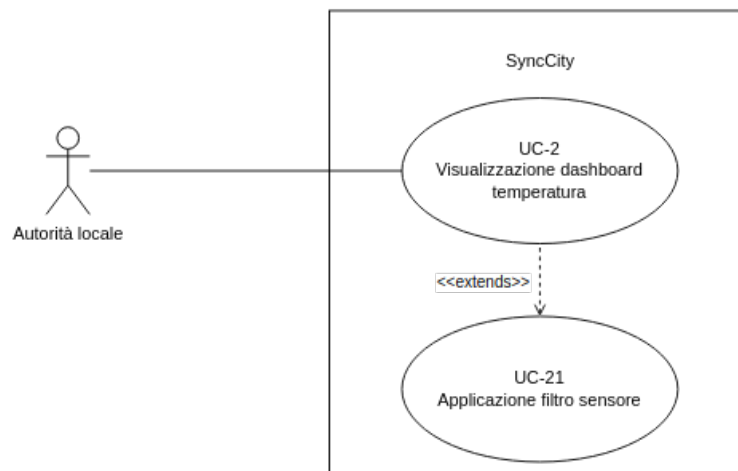 SyncCity
UC-2
Visualizzazione dashboard
temperatura
Autorità locale
<<extends>>
UC-21
Applicazione filtro sensore